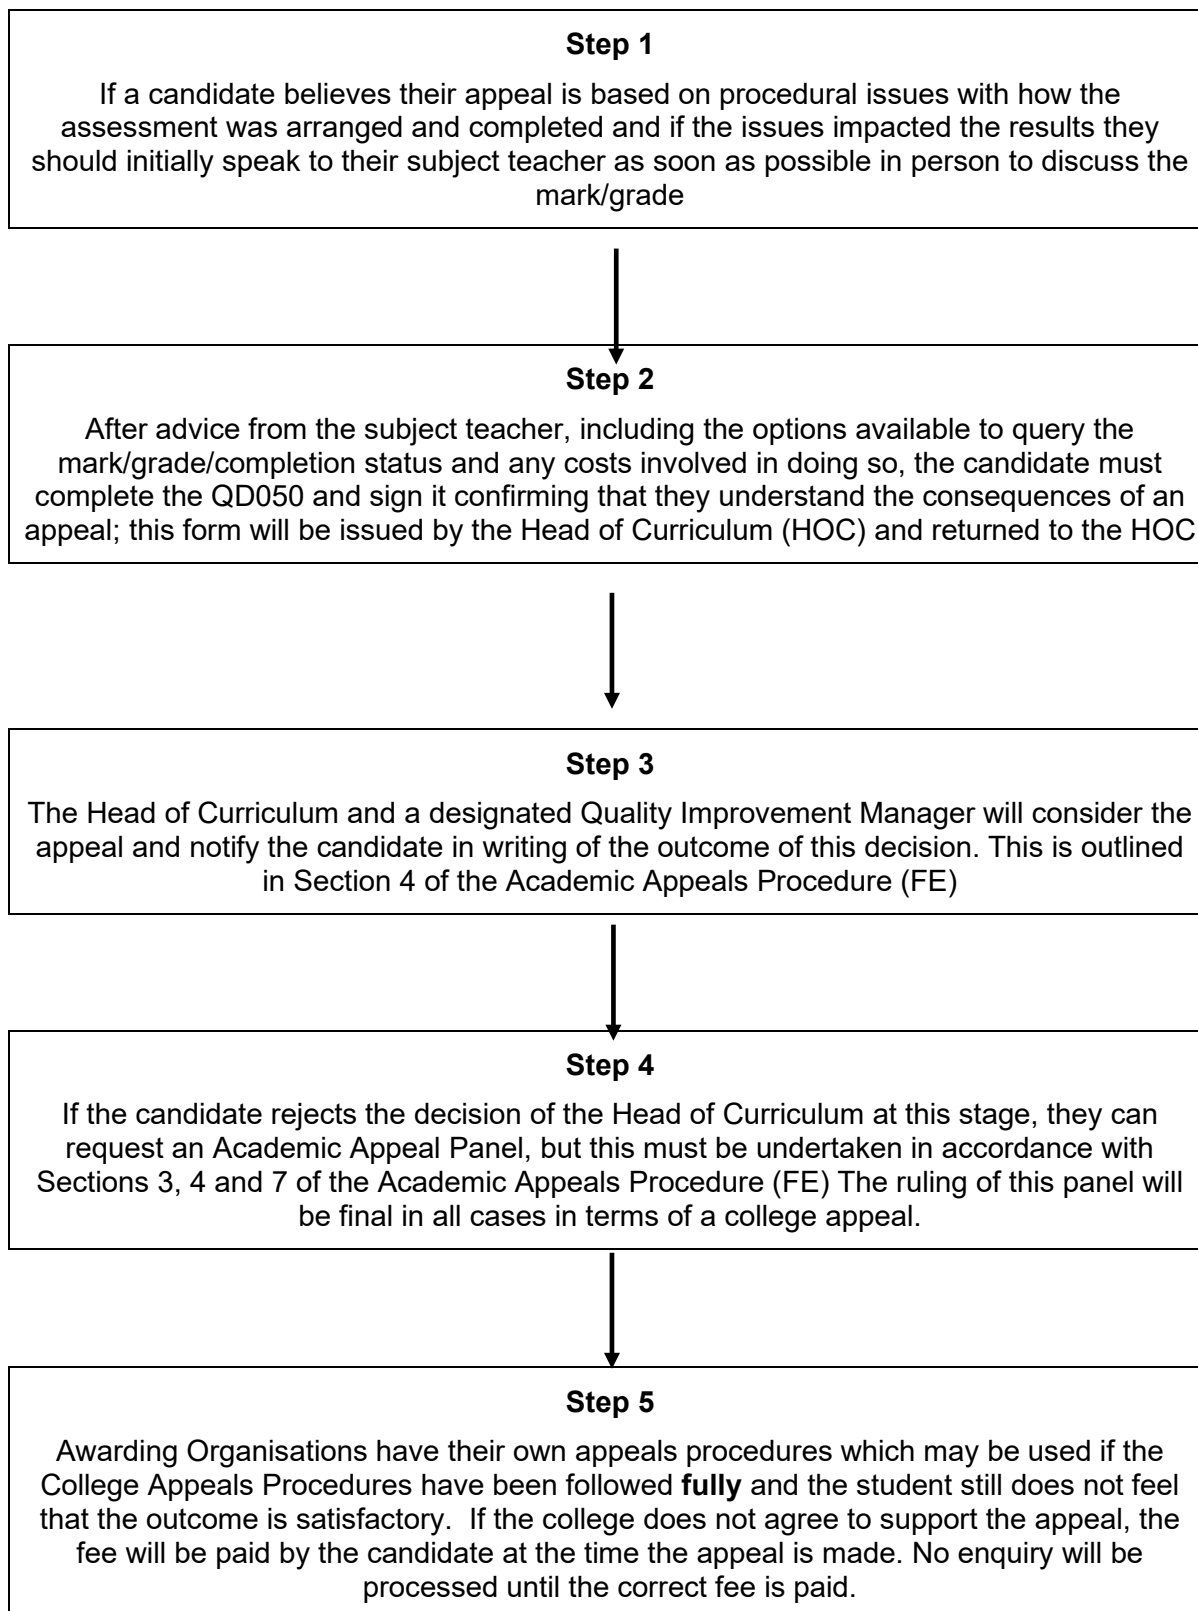 Step 1
If a candidate believes their appeal is based on procedural issues with how the
assessment was arranged and completed and if the issues impacted the results they
should initially speak to their subject teacher as soon as possible in person to discuss the
mark/grade
Step 2
After advice from the subject teacher, including the options available to query the
mark/grade/completion status and any costs involved in doing so, the candidate must
complete the QD050 and sign it confirming that they understand the consequences of an
appeal; this form will be issued by the Head of Curriculum (HOC) and returned to the HOC
Step 3
The Head of Curriculum and a designated Quality Improvement Manager will consider the
appeal and notify the candidate in writing of the outcome of this decision. This is outlined
in Section 4 of the Academic Appeals Procedure (FE)
Step 4
If the candidate rejects the decision of the Head of Curriculum at this stage, they can
request an Academic Appeal Panel, but this must be undertaken in accordance with
Sections 3, 4 and 7 of the Academic Appeals Procedure (FE) The ruling of this panel will
be final in all cases in terms of a college appeal.
Step 5
Awarding Organisations have their own appeals procedures which may be used if the
College Appeals Procedures have been followed fully and the student still does not feel
that the outcome is satisfactory.  If the college does not agree to support the appeal, the
fee will be paid by the candidate at the time the appeal is made. No enquiry will be
processed until the correct fee is paid.